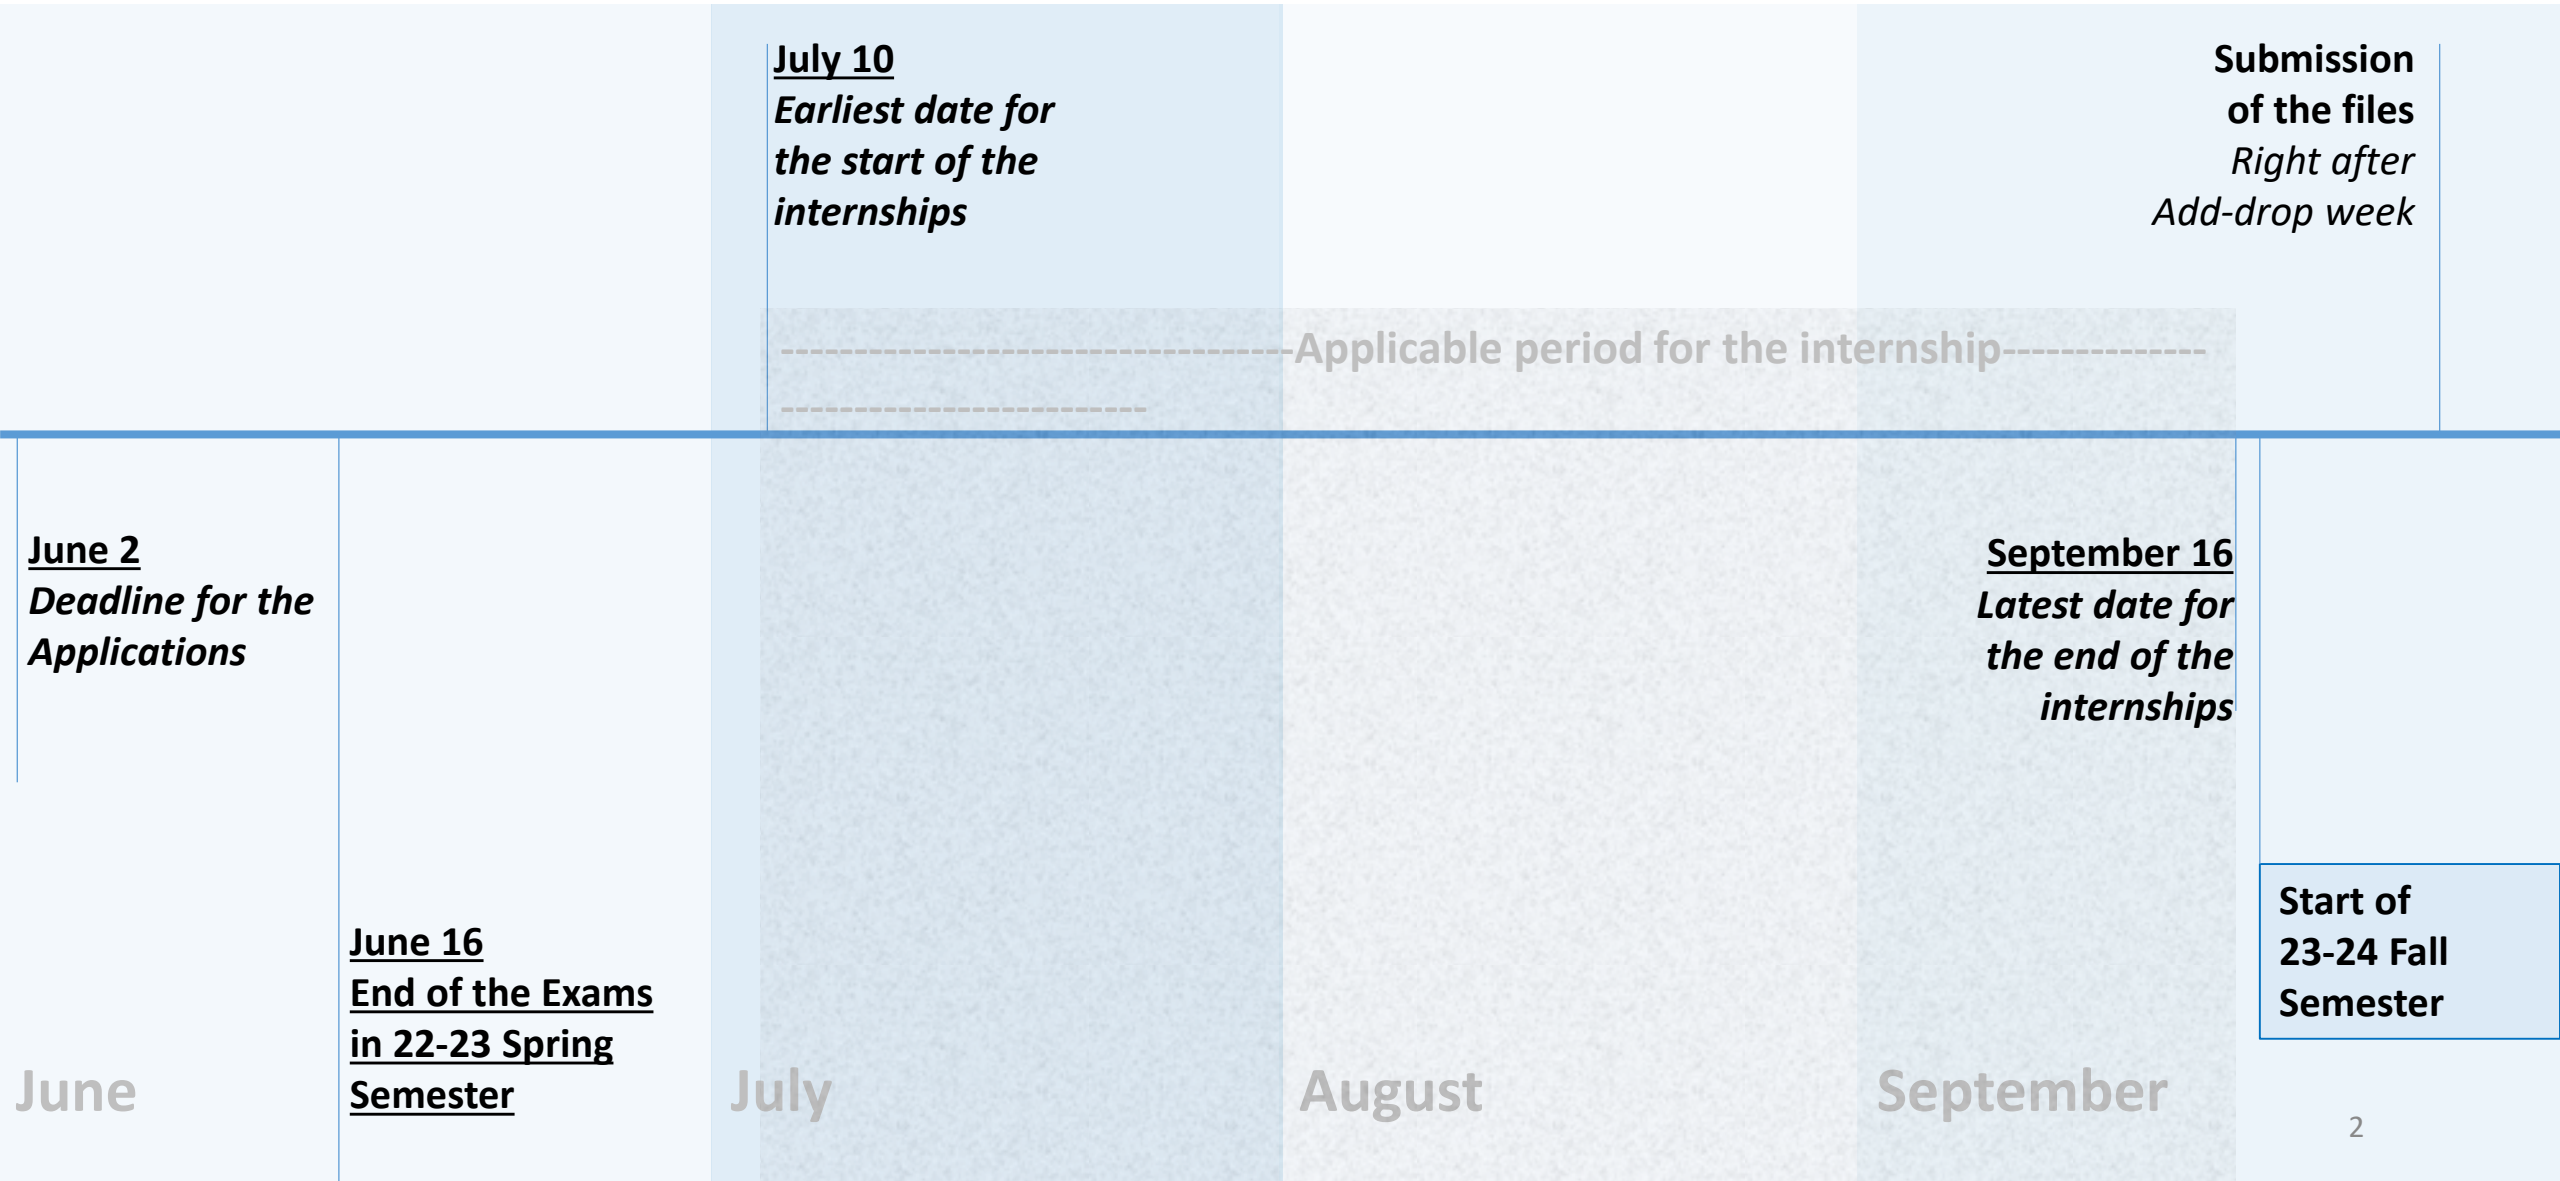 July 10
Earliest date for
the start of the
internships
Submission
of the files
Right after
Add-drop week
-----------------------------------Applicable period for the internship--------------
-------------------------
June 2
Deadline for the
Applications
September 16
Latest date for
the end of the
internships
June 16
End of the Exams
in 22-23 Spring
Semester
Start of
23-24 Fall
Semester
June
July
August
September
2